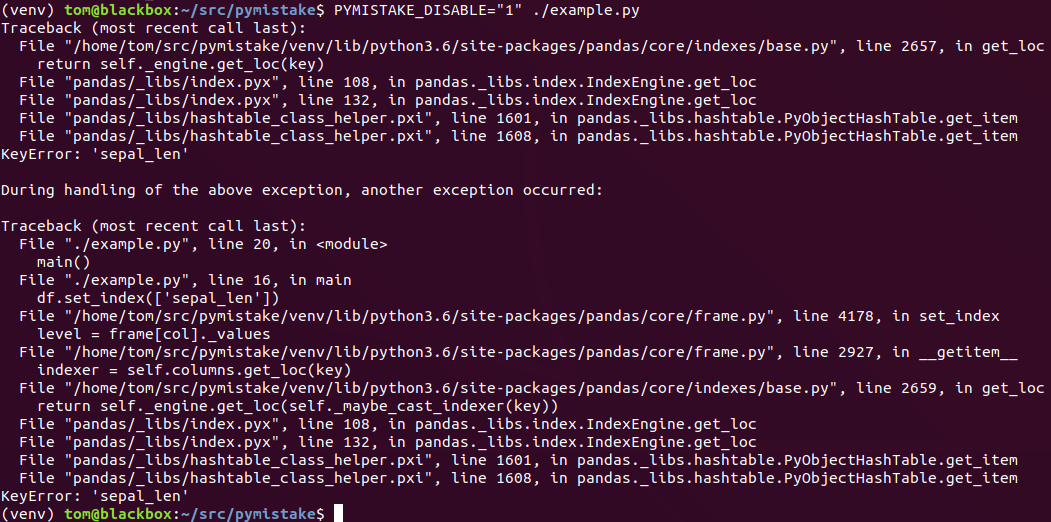 (venv) tom@blackbox:~/src/pymistake$ PYMISTAKE_DISABLE="1" ./example.py
Traceback (most recent call last):
  File "/home/tom/src/pymistake/venv/lib/python3.6/site-packages/pandas/core/indexes/base.py", line 2657, in get_loc
    return self._engine.get_loc(key)
  File "pandas/_libs/index.pyx", line 108, in pandas._libs.index.IndexEngine.get_loc
  File "pandas/_libs/index.pyx", line 132, in pandas._libs.index.IndexEngine.get_loc
  File "pandas/_libs/hashtable_class_helper.pxi", line 1601, in pandas._libs.hashtable.PyObjectHashTable.get_item
  File "pandas/_libs/hashtable_class_helper.pxi", line 1608, in pandas._libs.hashtable.PyObjectHashTable.get_item
KeyError: 'sepal_len'

During handling of the above exception, another exception occurred:

Traceback (most recent call last):
  File "./example.py", line 20, in <module>
    main()
  File "./example.py", line 16, in main
    df.set_index(['sepal_len'])
  File "/home/tom/src/pymistake/venv/lib/python3.6/site-packages/pandas/core/frame.py", line 4178, in set_index
    level = frame[col]._values
  File "/home/tom/src/pymistake/venv/lib/python3.6/site-packages/pandas/core/frame.py", line 2927, in __getitem__
    indexer = self.columns.get_loc(key)
  File "/home/tom/src/pymistake/venv/lib/python3.6/site-packages/pandas/core/indexes/base.py", line 2659, in get_loc
    return self._engine.get_loc(self._maybe_cast_indexer(key))
  File "pandas/_libs/index.pyx", line 108, in pandas._libs.index.IndexEngine.get_loc
  File "pandas/_libs/index.pyx", line 132, in pandas._libs.index.IndexEngine.get_loc
  File "pandas/_libs/hashtable_class_helper.pxi", line 1601, in pandas._libs.hashtable.PyObjectHashTable.get_item
  File "pandas/_libs/hashtable_class_helper.pxi", line 1608, in pandas._libs.hashtable.PyObjectHashTable.get_item
KeyError: 'sepal_len'
(venv) tom@blackbox:~/src/pymistake$